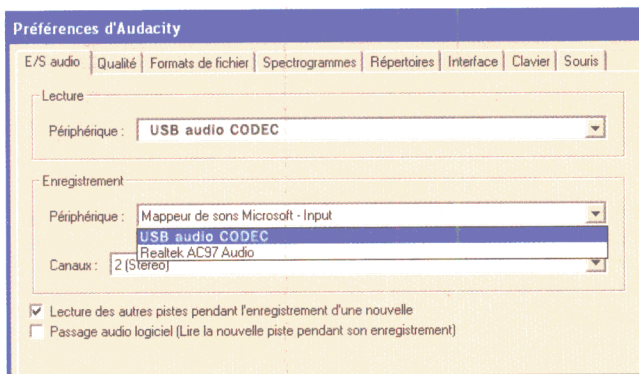 Préférences d'Audacity
E/S audio Qualité Formats de fichier Spectrogrammes Répertoires Interface Clavier Souris
Lecture
Périphérique : USB audio CODEC
Enregistrement
Périphérique : Mappeur de sons Microsoft - Input
USB audio CODEC
Realtek AC97 Audio
Canaux : 2 (Stereo)
Lecture des autres pistes pendant l'enregistrement d'une nouvelle
Passage audio logiciel (Lire la nouvelle piste pendant son enregistrement)